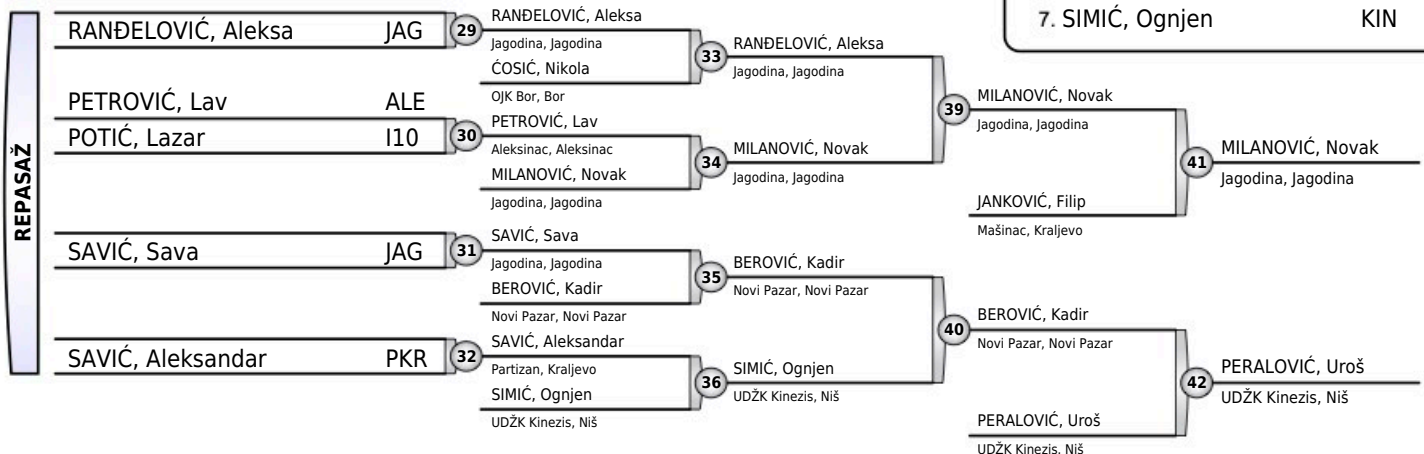 REPASAŽ
RANĐELOVIĆ, Aleksa JAG
PETROVIĆ, Lav ALE
POTIĆ, Lazar I10
SAVIĆ, Sava JAG
SAVIĆ, Aleksandar PKR
29
30
31
32
RANĐELOVIĆ, Aleksa
Jagodina, Jagodina
ĆOSIĆ, Nikola
OJK Bor, Bor
PETROVIĆ, Lav
Aleksinac, Aleksinac
MILANOVIĆ, Novak
Jagodina, Jagodina
SAVIĆ, Sava
Jagodina, Jagodina
BEROVIĆ, Kadir
Novi Pazar, Novi Pazar
SAVIĆ, Aleksandar
Partizan, Kraljevo
SIMIĆ, Ognjen
UDŽK Kinezis, Niš
33
34
35
36
RANĐELOVIĆ, Aleksa
Jagodina, Jagodina
MILANOVIĆ, Novak
Jagodina, Jagodina
BEROVIĆ, Kadir
Novi Pazar, Novi Pazar
SIMIĆ, Ognjen
UDŽK Kinezis, Niš
39
40
MILANOVIĆ, Novak
Jagodina, Jagodina
JANKOVIĆ, Filip
Mašinac, Kraljevo
BEROVIĆ, Kadir
Novi Pazar, Novi Pazar
PERALOVIĆ, Uroš
UDŽK Kinezis, Niš
41
42
MILANOVIĆ, Novak
Jagodina, Jagodina
PERALOVIĆ, Uroš
UDŽK Kinezis, Niš
7. SIMIĆ, Ognjen KIN